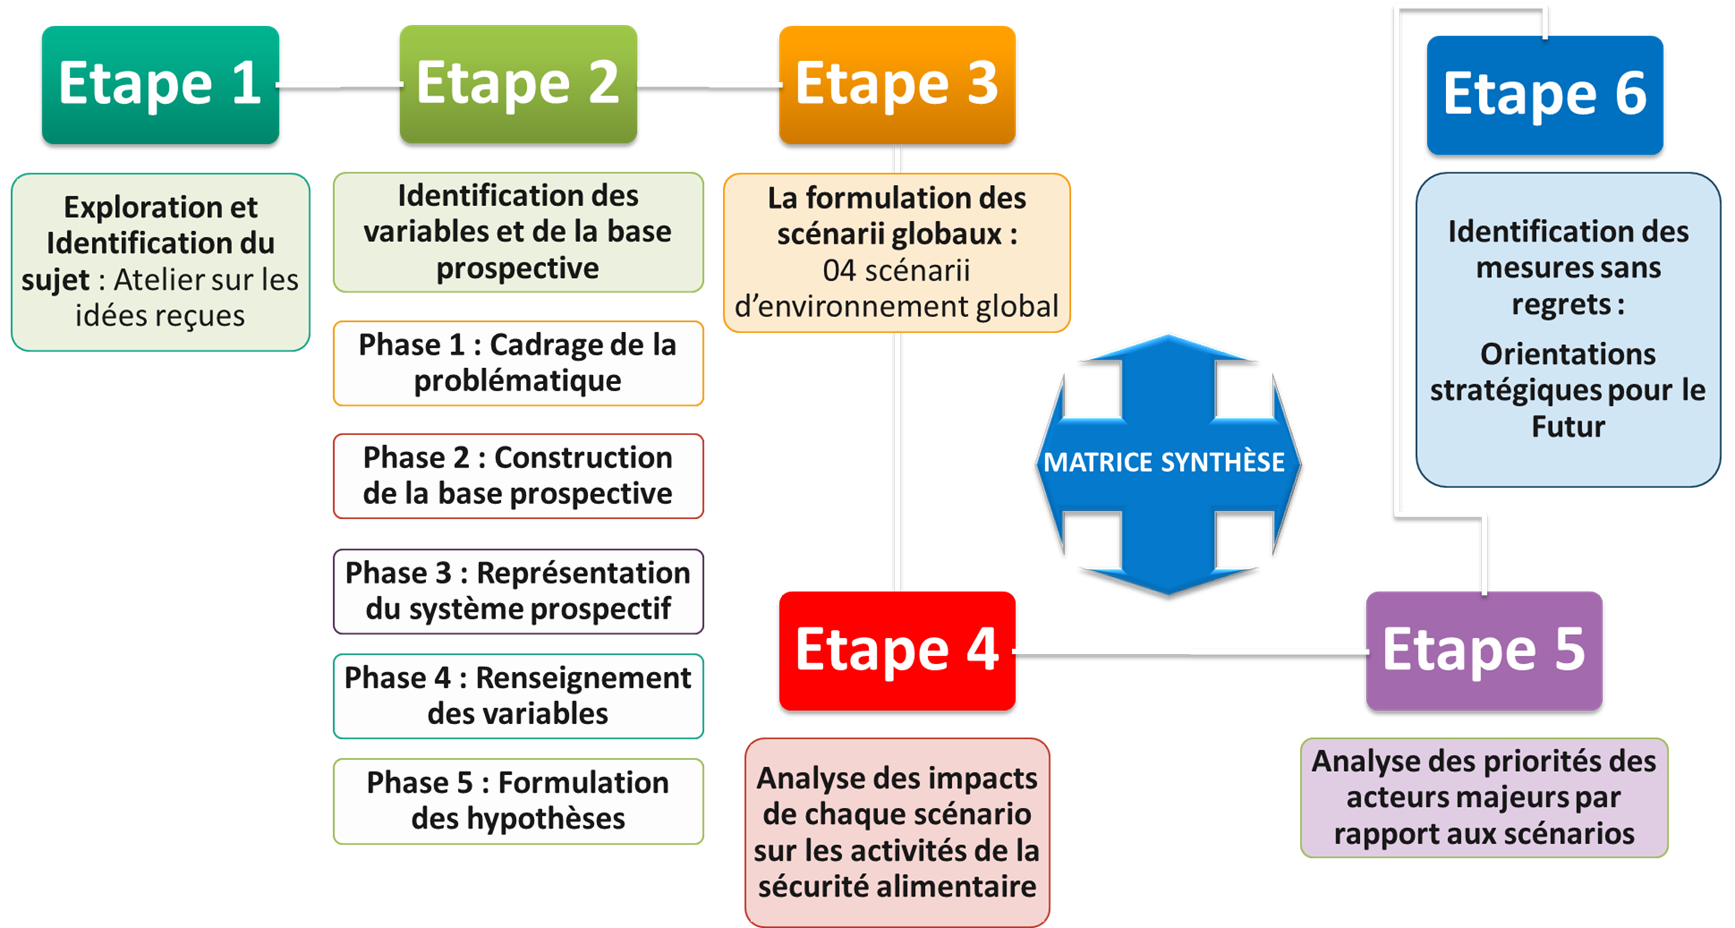 Etape 1
Exploration et
Identification du
sujet : Atelier sur les
idées reçues
Etape 2
Identification des
variables et de la base
prospective
Phase 1 : Cadrage de la
problématique
Phase 2 : Construction
de la base prospective
Phase 3 : Représentation
du système prospectif
Phase 4 : Renseignement
des variables
Phase 5 : Formulation
des hypothèses
Etape 3
La formulation des
scénarii globaux :
04 scénarii
d’environnement global
MATRICE SYNTHÈSE
Etape 4
Analyse des impacts
de chaque scénario
sur les activités de la
sécurité alimentaire
Etape 5
Analyse des priorités des
acteurs majeurs par
rapport aux scénarios
Etape 6
Identification des
mesures sans
regrets :
Orientations
stratégiques pour le
Futur